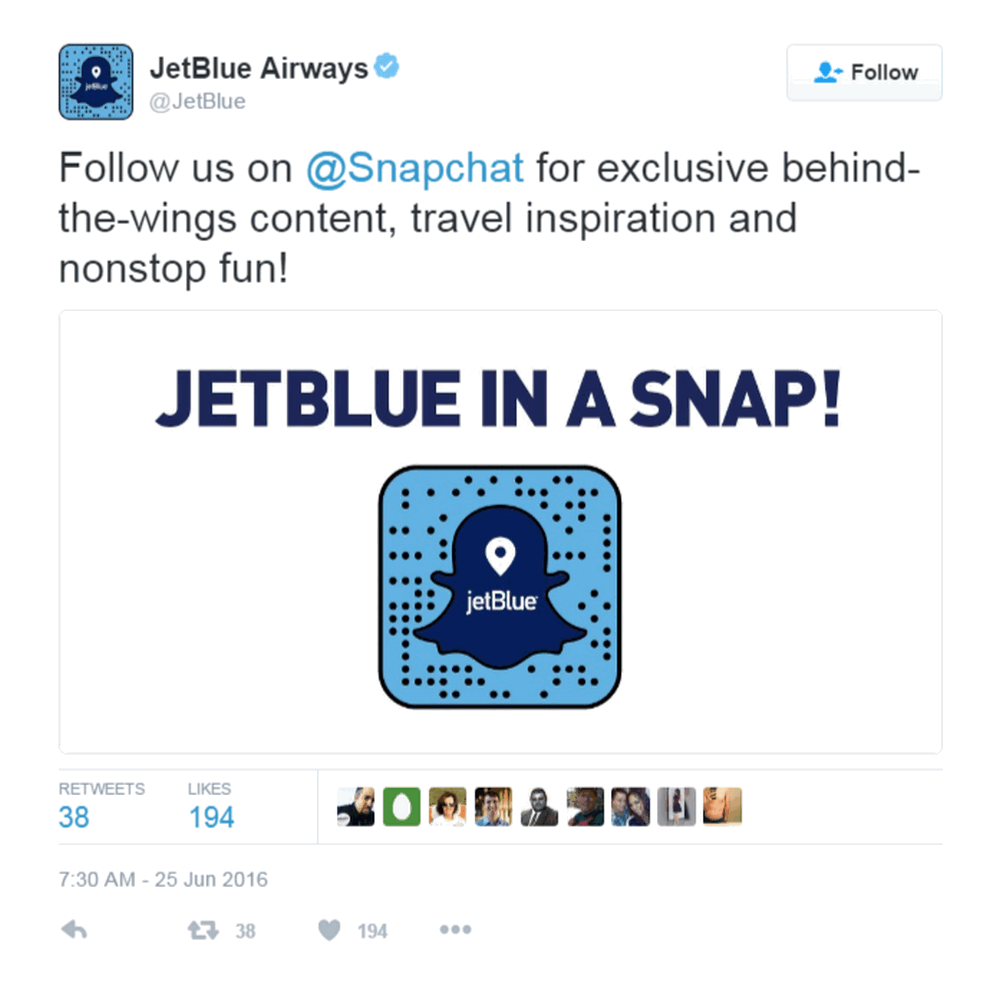 JetBlue Airways
@JetBlue
Follow
Follow us on @Snapchat for exclusive behind-
the-wings content, travel inspiration and
nonstop fun!
JETBLUE IN A SNAP!
jetBlue
RETWEETS
38
LIKES
194
7:30 AM - 25 Jun 2016
38
194